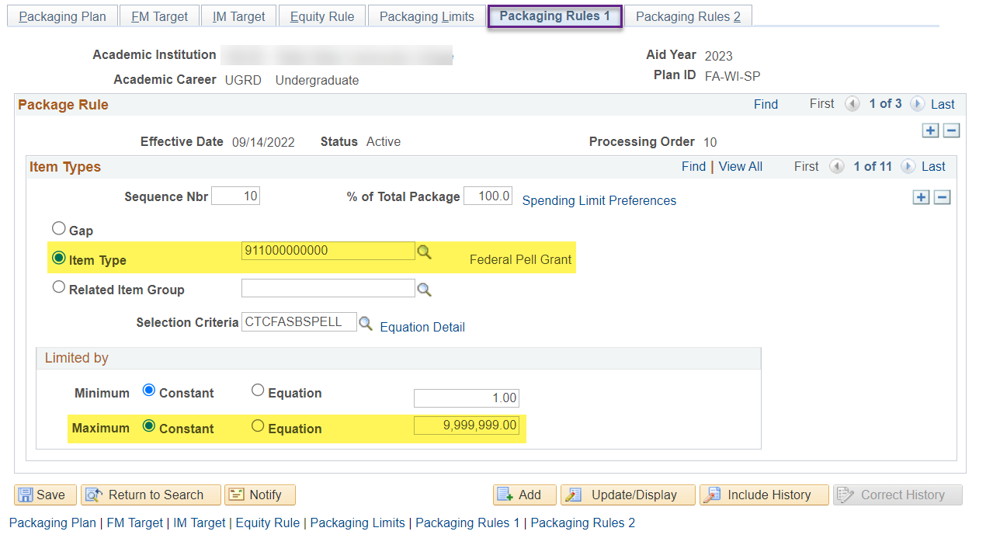 Packaging Plan FM Target IM Target Equity Rule Packaging Limits Packaging Rules 1 Packaging Rules 2
Academic Institution Aid Year 2023
Academic Career UGRD Undergraduate Plan ID FA-WI-SP
Package Rule Find First 1 of 3 Last
Effective Date 09/14/2022 Status Active Processing Order 10
Item Types Find | View All First 1 of 11 Last
Sequence Nbr 10 % of Total Package 100.0 Spending Limit Preferences
Gap
Item Type 911000000000 Federal Pell Grant
Related Item Group
Selection Criteria CTCFASBSPELL Equation Detail
Limited by
Minimum Constant Equation 1.00
Maximum Constant Equation 9,999,999.00
Save Return to Search Notify Add Update/Display Include History Correct History
Packaging Plan | FM Target | IM Target | Equity Rule | Packaging Limits | Packaging Rules 1 | Packaging Rules 2